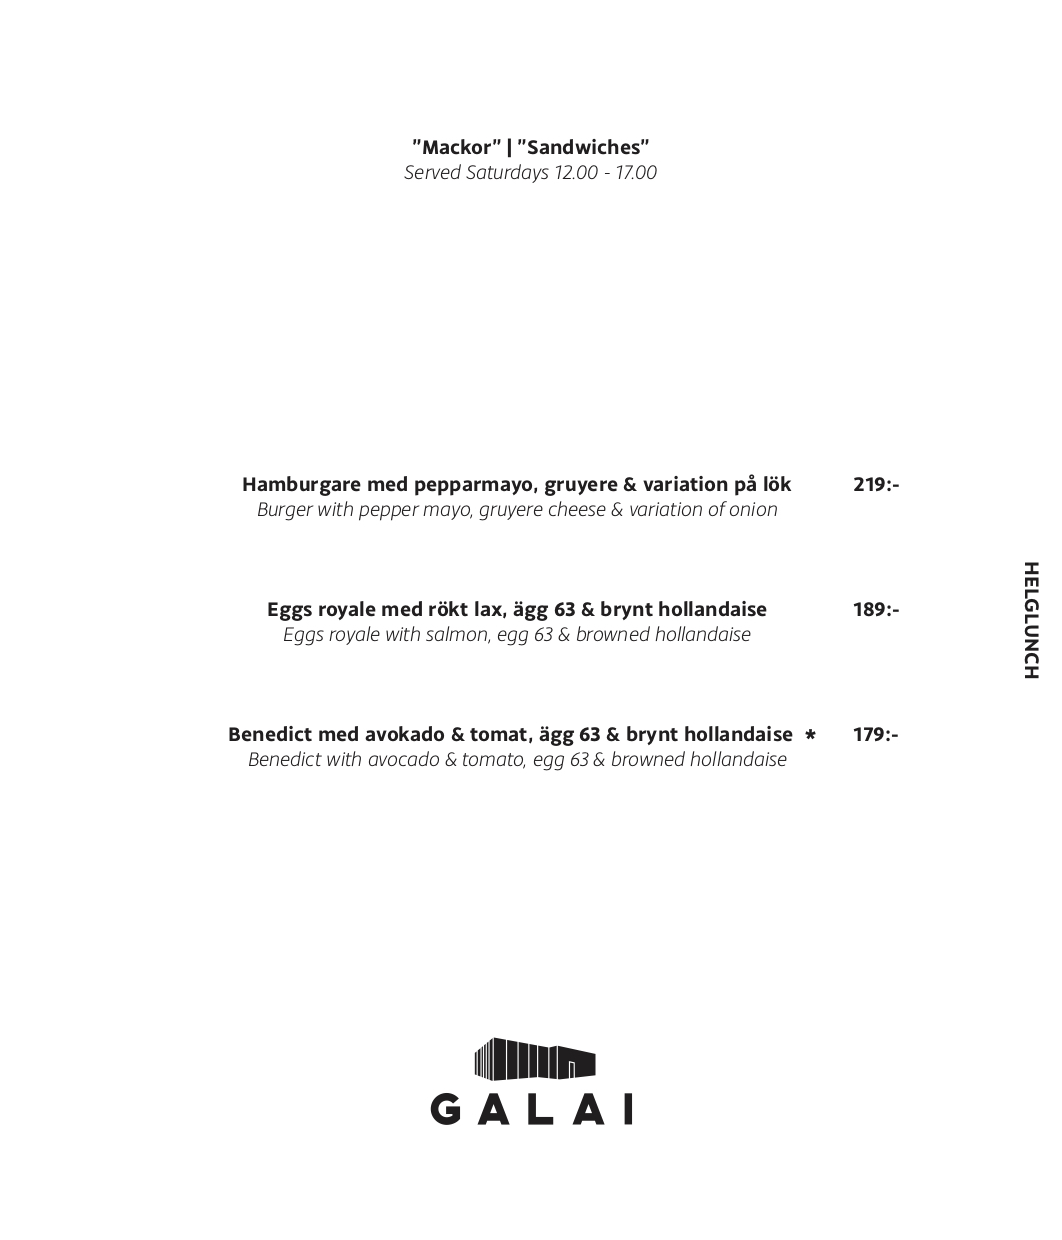 ”Mackor” | ”Sandwiches”
Served Saturdays 12.00 - 17.00
Hamburgare med pepparmayo, gruyere & variation på lök 219:-
Burger with pepper mayo, gruyere cheese & variation of onion
Eggs royale med rökt lax, ägg 63 & brynt hollandaise 189:-
Eggs royale with salmon, egg 63 & browned hollandaise
Benedict med avokado & tomat, ägg 63 & brynt hollandaise * 179:-
Benedict with avocado & tomato, egg 63 & browned hollandaise
HELGLUNCH
GALAI